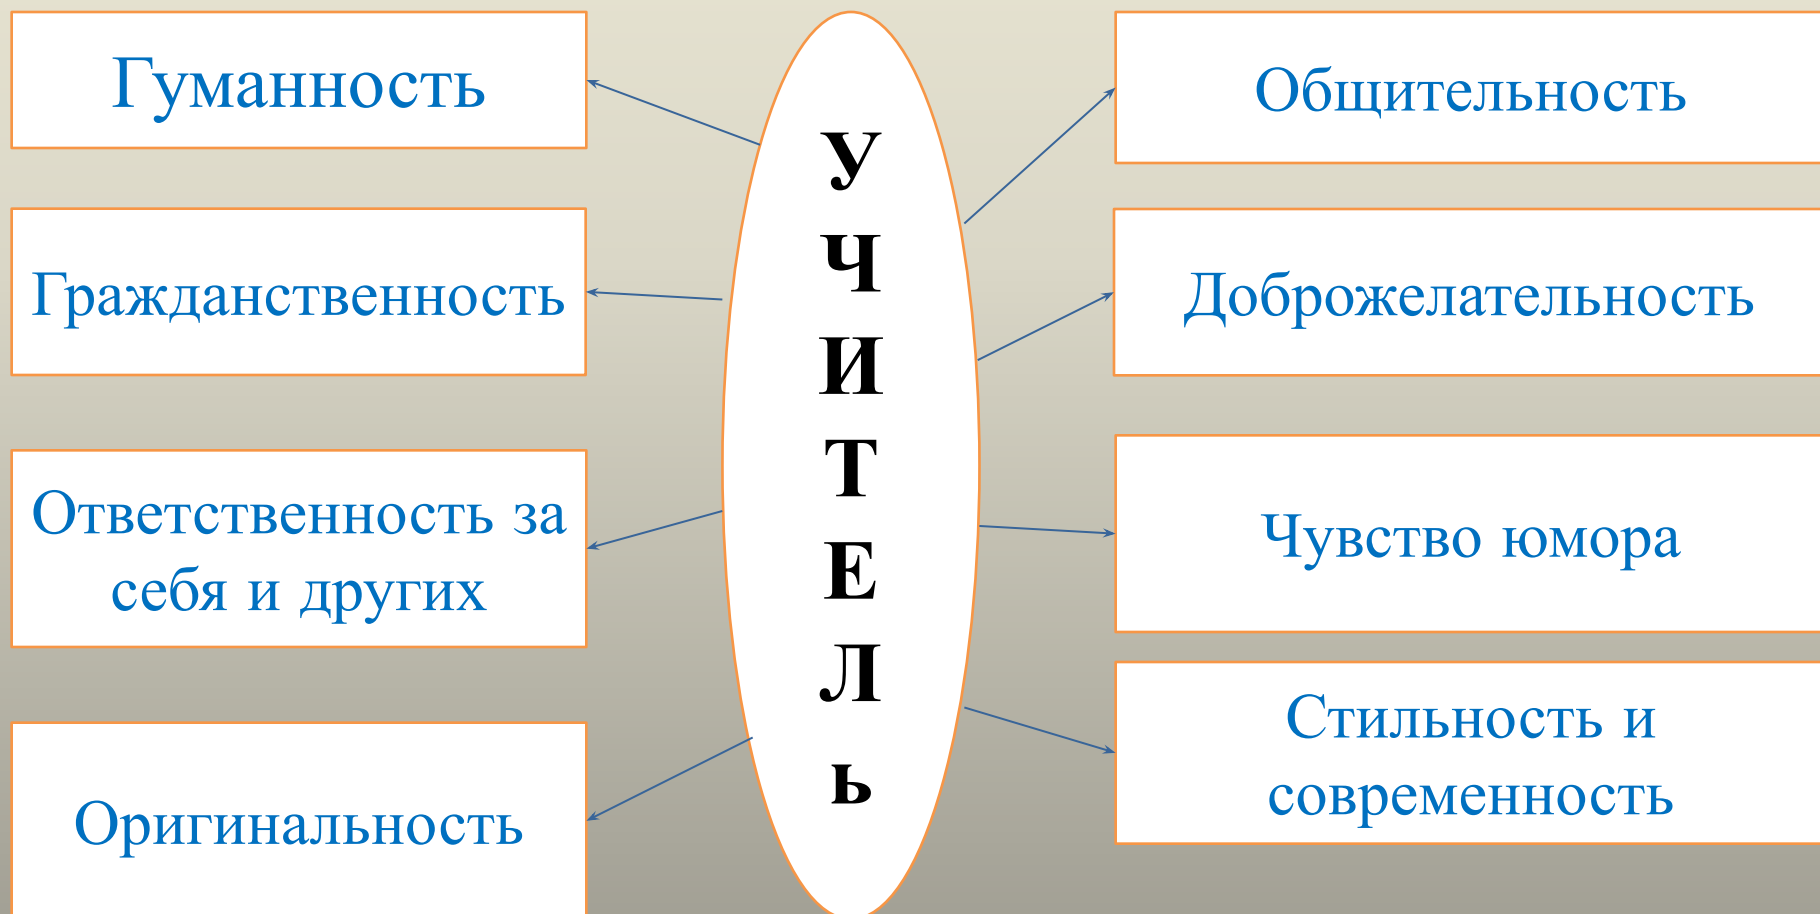 Гуманность
Гражданственность
Ответственность за
себя и других
Оригинальность
У
Ч
И
Т
Е
Л
ь
Общительность
Доброжелательность
Чувство юмора
Стильность и
современность